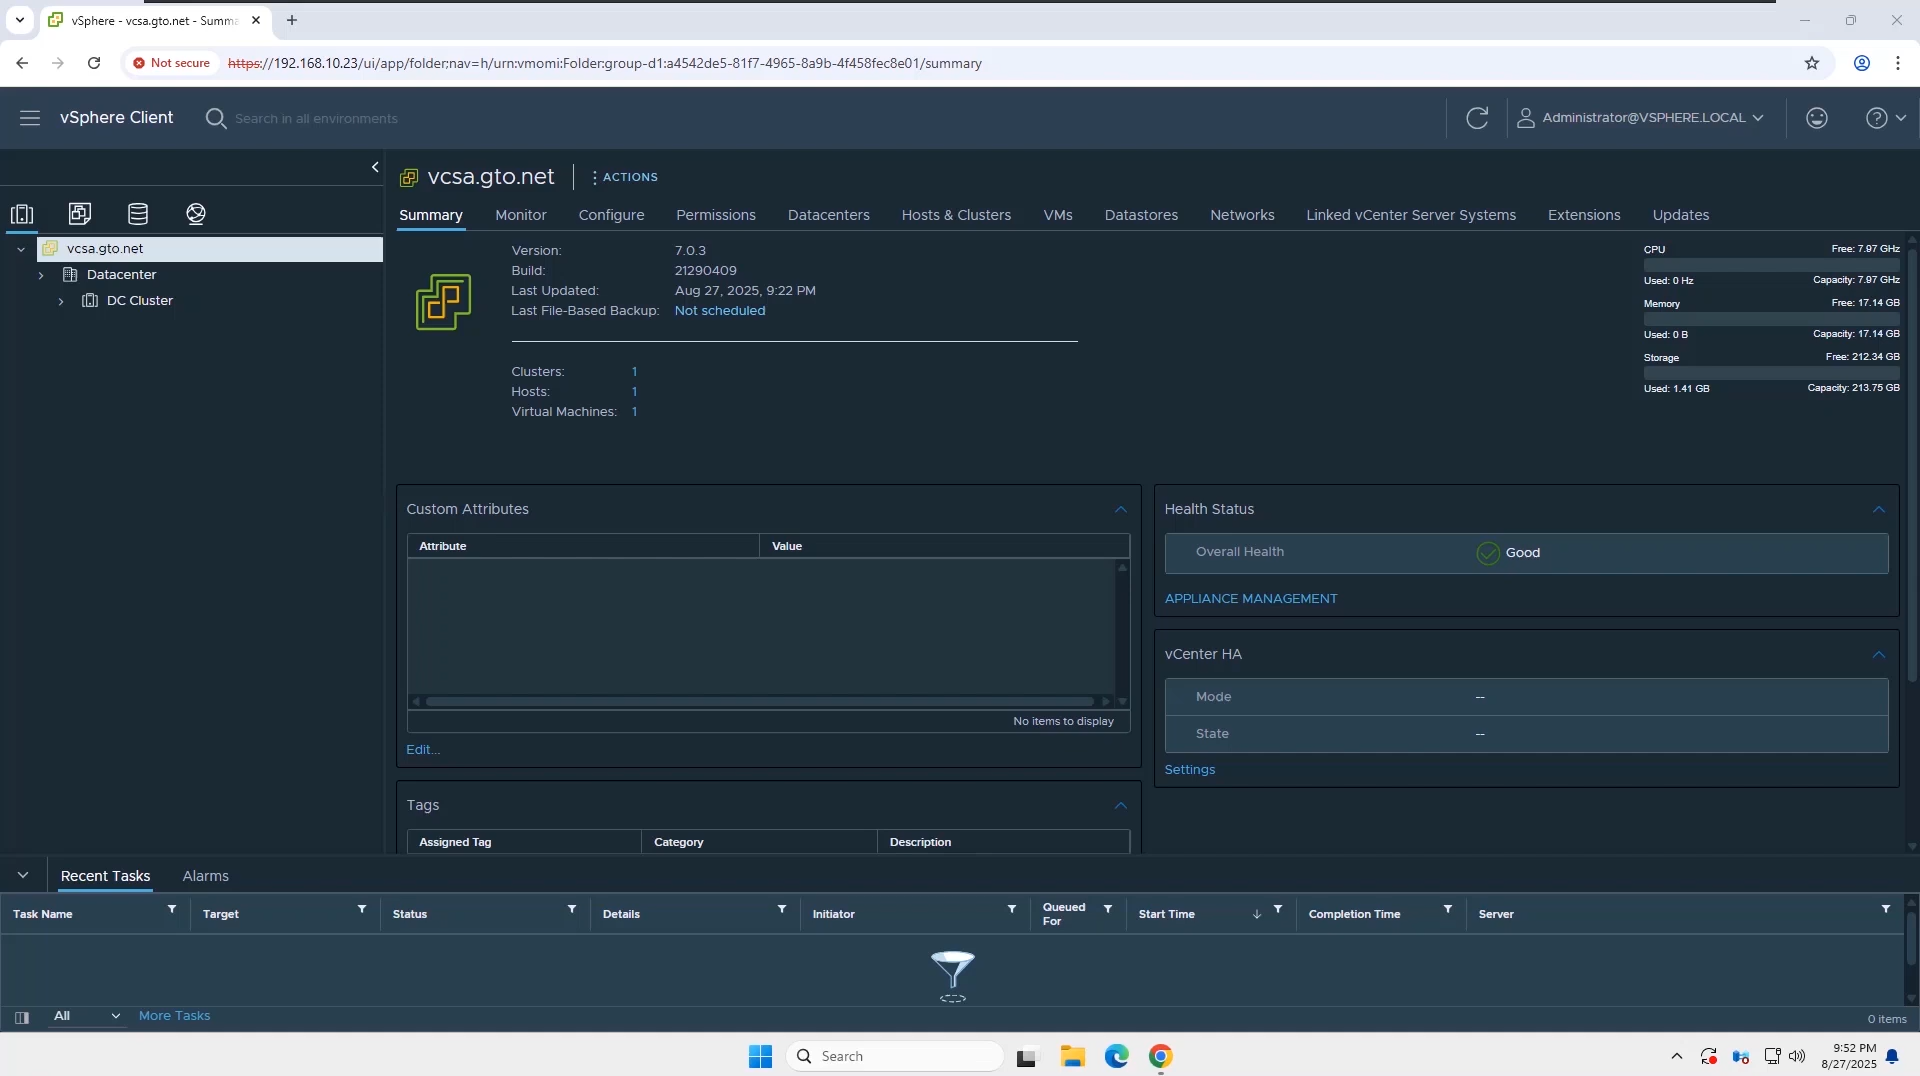 vSphere - vcsa.gto.net - Summa
Not secure
https://192.168.10.23/ui/app/folder;nav=h/urn:vmomi:Folder:group-d1:a4542de5-81f7-4965-8a9b-4f458fec8e01/summary
vSphere Client
Search in all environments
Administrator@VSPHERE.LOCAL
vcsa.gto.net
ACTIONS
Summary Monitor Configure Permissions Datacenters Hosts & Clusters VMs Datastores Networks Linked vCenter Server Systems Extensions Updates
vcsa.gto.net
Datacenter
DC Cluster
Version: 7.0.3
Build: 21290409
Last Updated: Aug 27, 2025, 9:22 PM
Last File-Based Backup: Not scheduled
Clusters: 1
Hosts: 1
Virtual Machines: 1
CPU Free: 7.97 GHz
Used: 0 Hz Capacity: 7.97 GHz
Memory Free: 17.14 GB
Used: 0 B Capacity: 17.14 GB
Storage Free: 212.34 GB
Used: 1.41 GB Capacity: 213.75 GB
Custom Attributes
Attribute Value
No items to display
Edit...
Tags
Assigned Tag Category Description
Health Status
Overall Health Good
APPLIANCE MANAGEMENT
vCenter HA
Mode --
State --
Settings
Recent Tasks Alarms
Task Name Target Status Details Initiator Queued For Start Time Completion Time Server
All More Tasks
0 items
Search
9:52 PM
8/27/2025